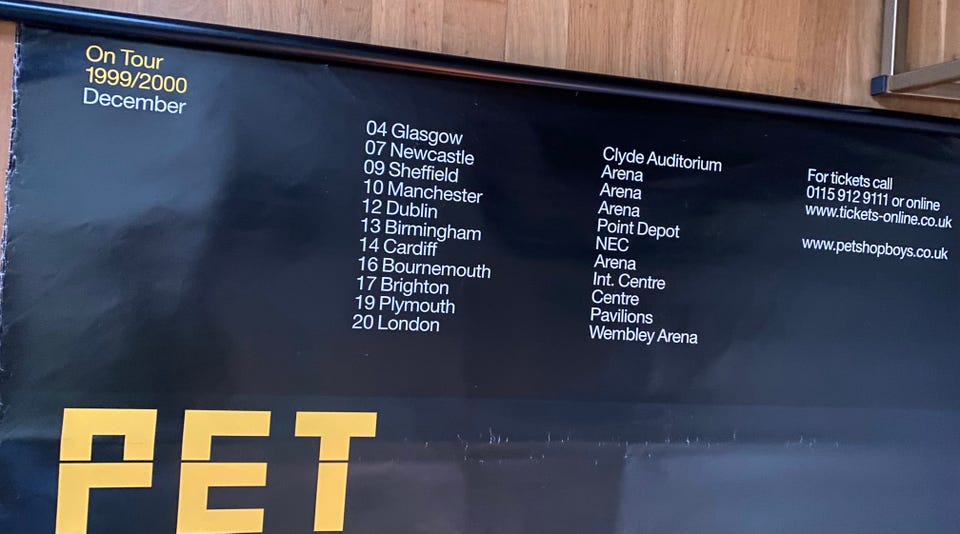 On Tour
1999/2000
December
04 Glasgow
07 Newcastle
09 Sheffield
10 Manchester
12 Dublin
13 Birmingham
14 Cardiff
16 Bournemouth
17 Brighton
19 Plymouth
20 London
Clyde Auditorium
Arena
Arena
Arena
Point Depot
NEC
Arena
Int. Centre
Centre
Pavilions
Wembley Arena
For tickets call
0115 912 9111 or online
www.tickets-online.co.uk
www.petshopboys.co.uk
PET